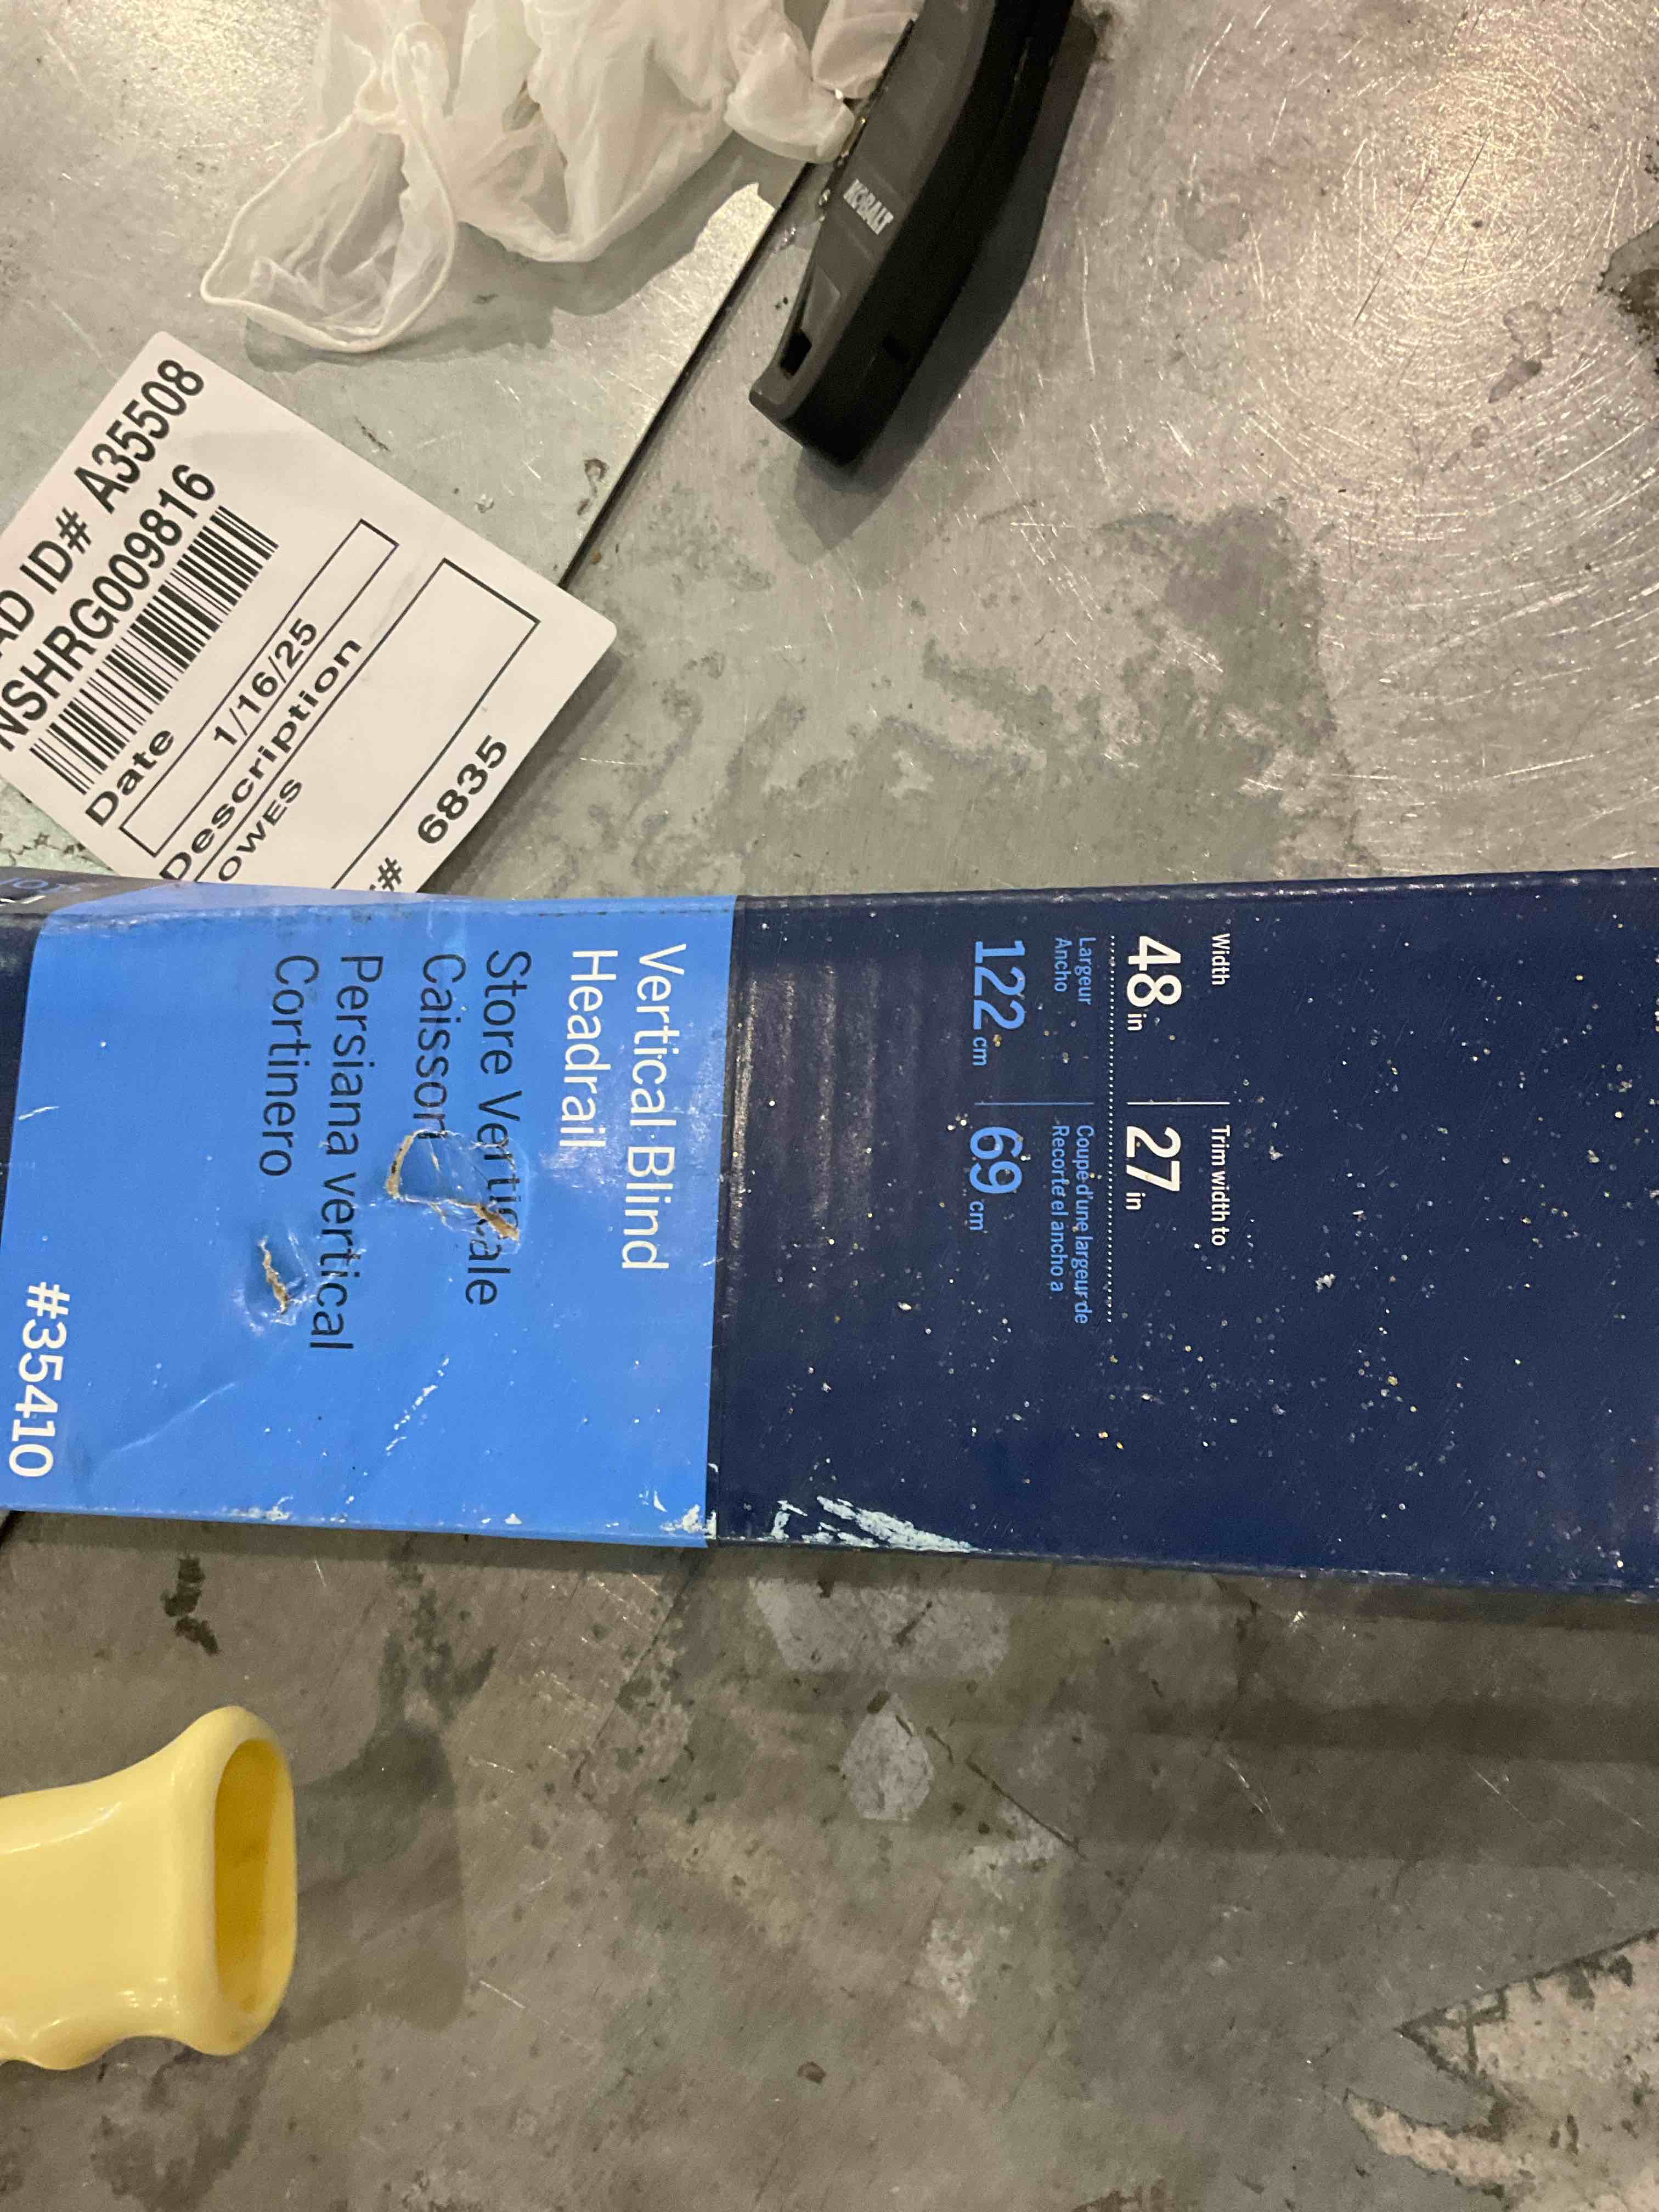 KOBALT
AD ID# A35508
NSHRG009816
Date
1/16/25
Description
OWES
# 6835
Width
48 in
Trim width to
27 in
Largeur
Ancho
122 cm
Coupe d'une largeur de
Recorte el ancho a
69 cm
Vertical Blind
Headrail
Store Verticale
Caisson
Persiana vertical
Cortinero
#35410